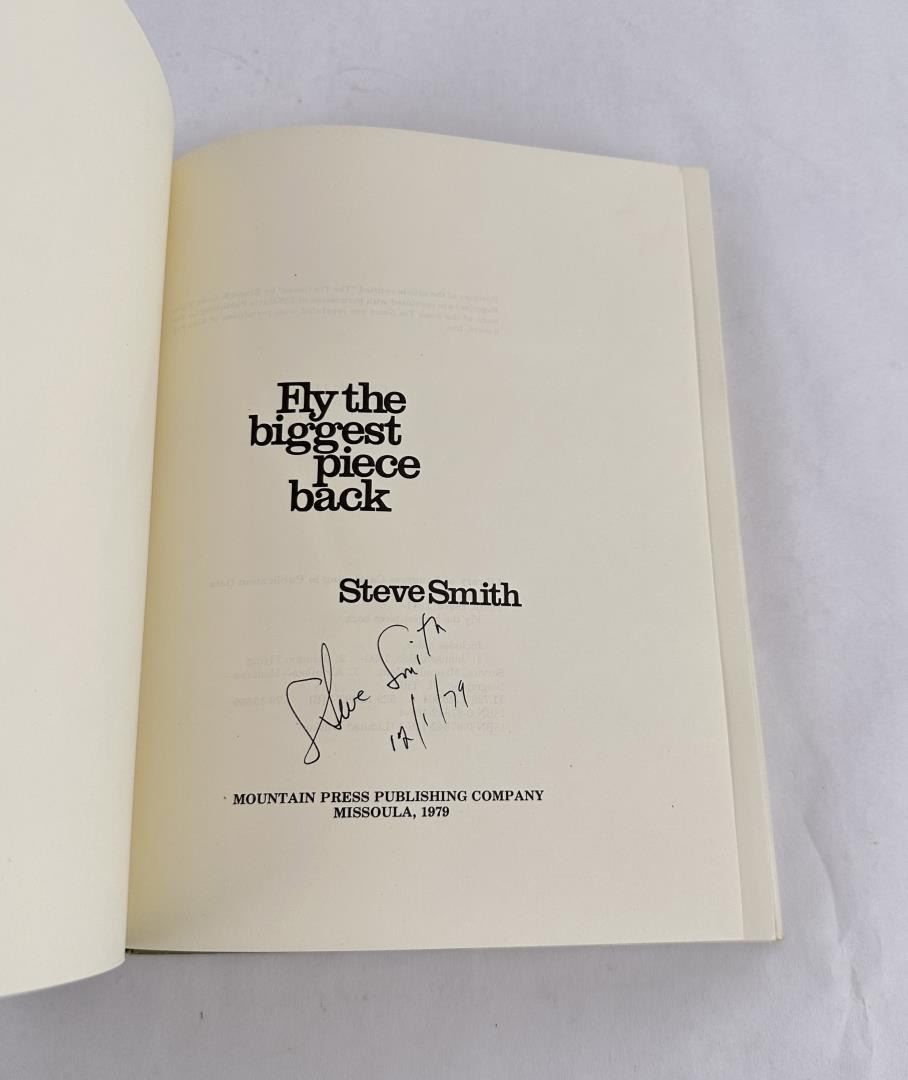 Fly the
biggest
piece
back
Steve Smith
Steve Smith
12/1/79
MOUNTAIN PRESS PUBLISHING COMPANY
MISSOULA, 1979